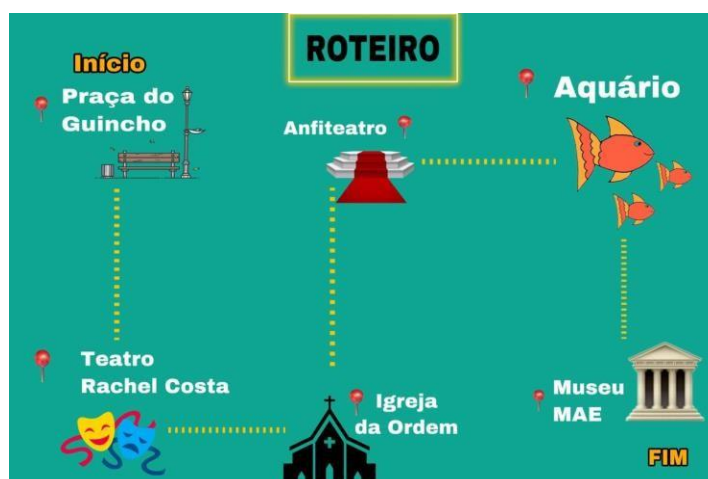 ROTEIRO
Início
Praça do
Guincho
Anfiteatro
Aquário
Teatro
Rachel Costa
Igreja
da Ordem
Museu
MAE
FIM